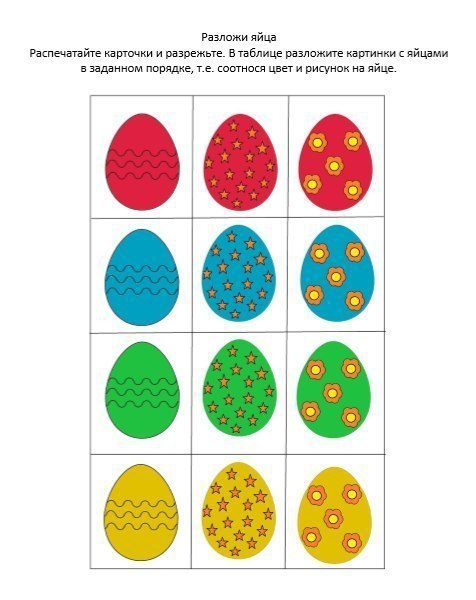 Разложи яйца
Распечатайте карточки и разрежьте. В таблице разложите картинки с яйцами
в заданном порядке, т.е. соотнося цвет и рисунок на яйце.